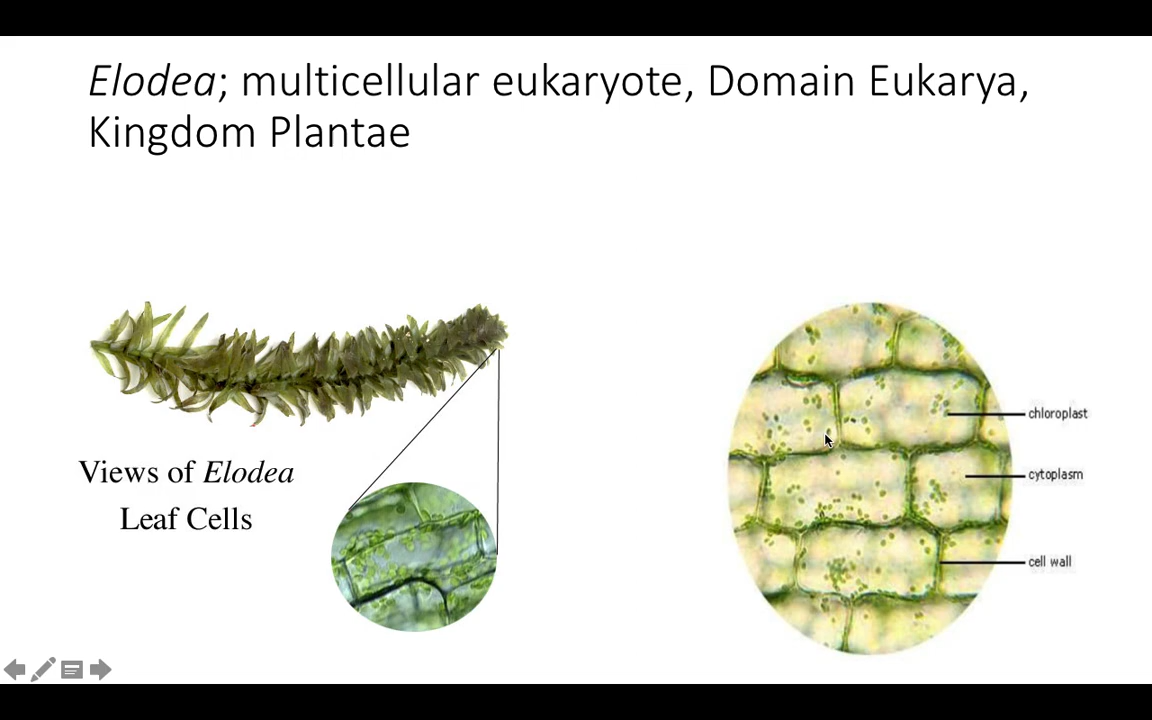 Elodea; multicellular eukaryote, Domain Eukarya,
Kingdom Plantae
Views of Elodea
Leaf Cells
chloroplast
cytoplasm
cell wall